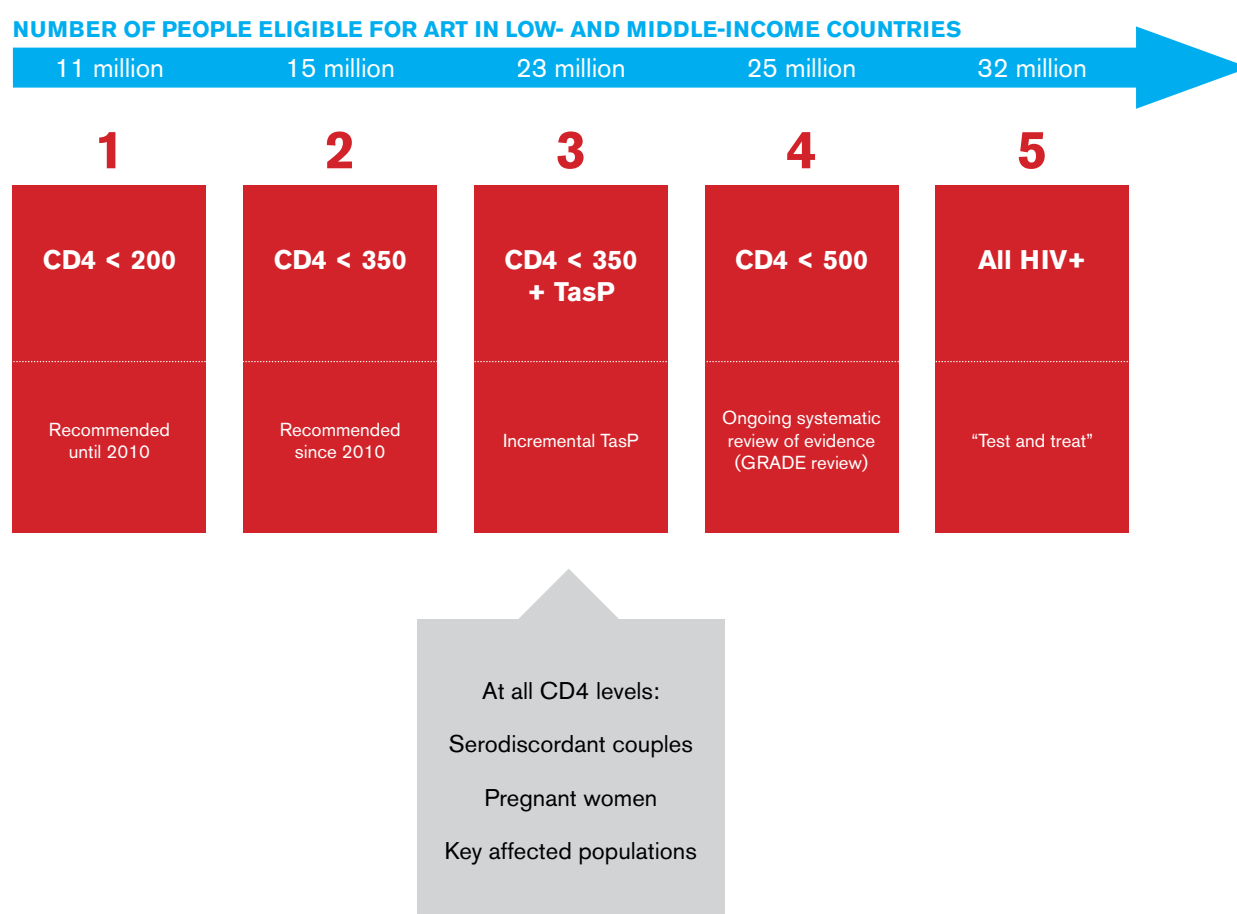 NUMBER OF PEOPLE ELIGIBLE FOR ART IN LOW- AND MIDDLE-INCOME COUNTRIES
11 million
15 million
23 million
25 million
32 million
1
2
3
4
5
CD4 < 200
CD4 < 350
CD4 < 350
+ TasP
CD4 < 500
All HIV+
Recommended
until 2010
Recommended
since 2010
Incremental TasP
Ongoing systematic
review of evidence
(GRADE review)
“Test and treat”
At all CD4 levels:
Serodiscordant couples
Pregnant women
Key affected populations